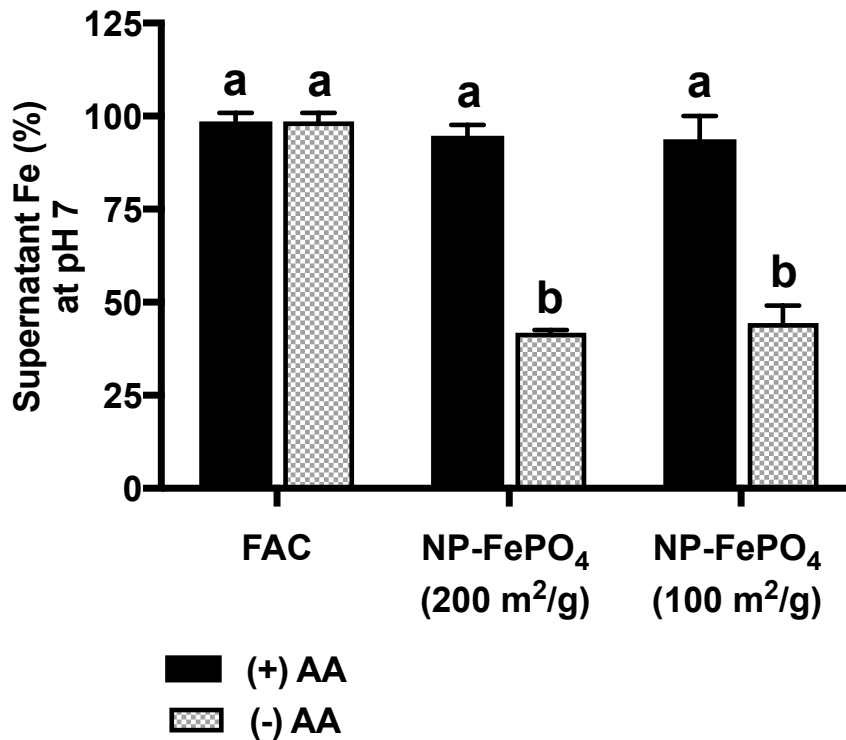 Supernatant Fe (%)
at pH 7
125
100
75
50
25
0
a
a
a
b
a
b
FAC
NP-FePO₄
(200 m²/g)
NP-FePO₄
(100 m²/g)
(+) AA
(-) AA